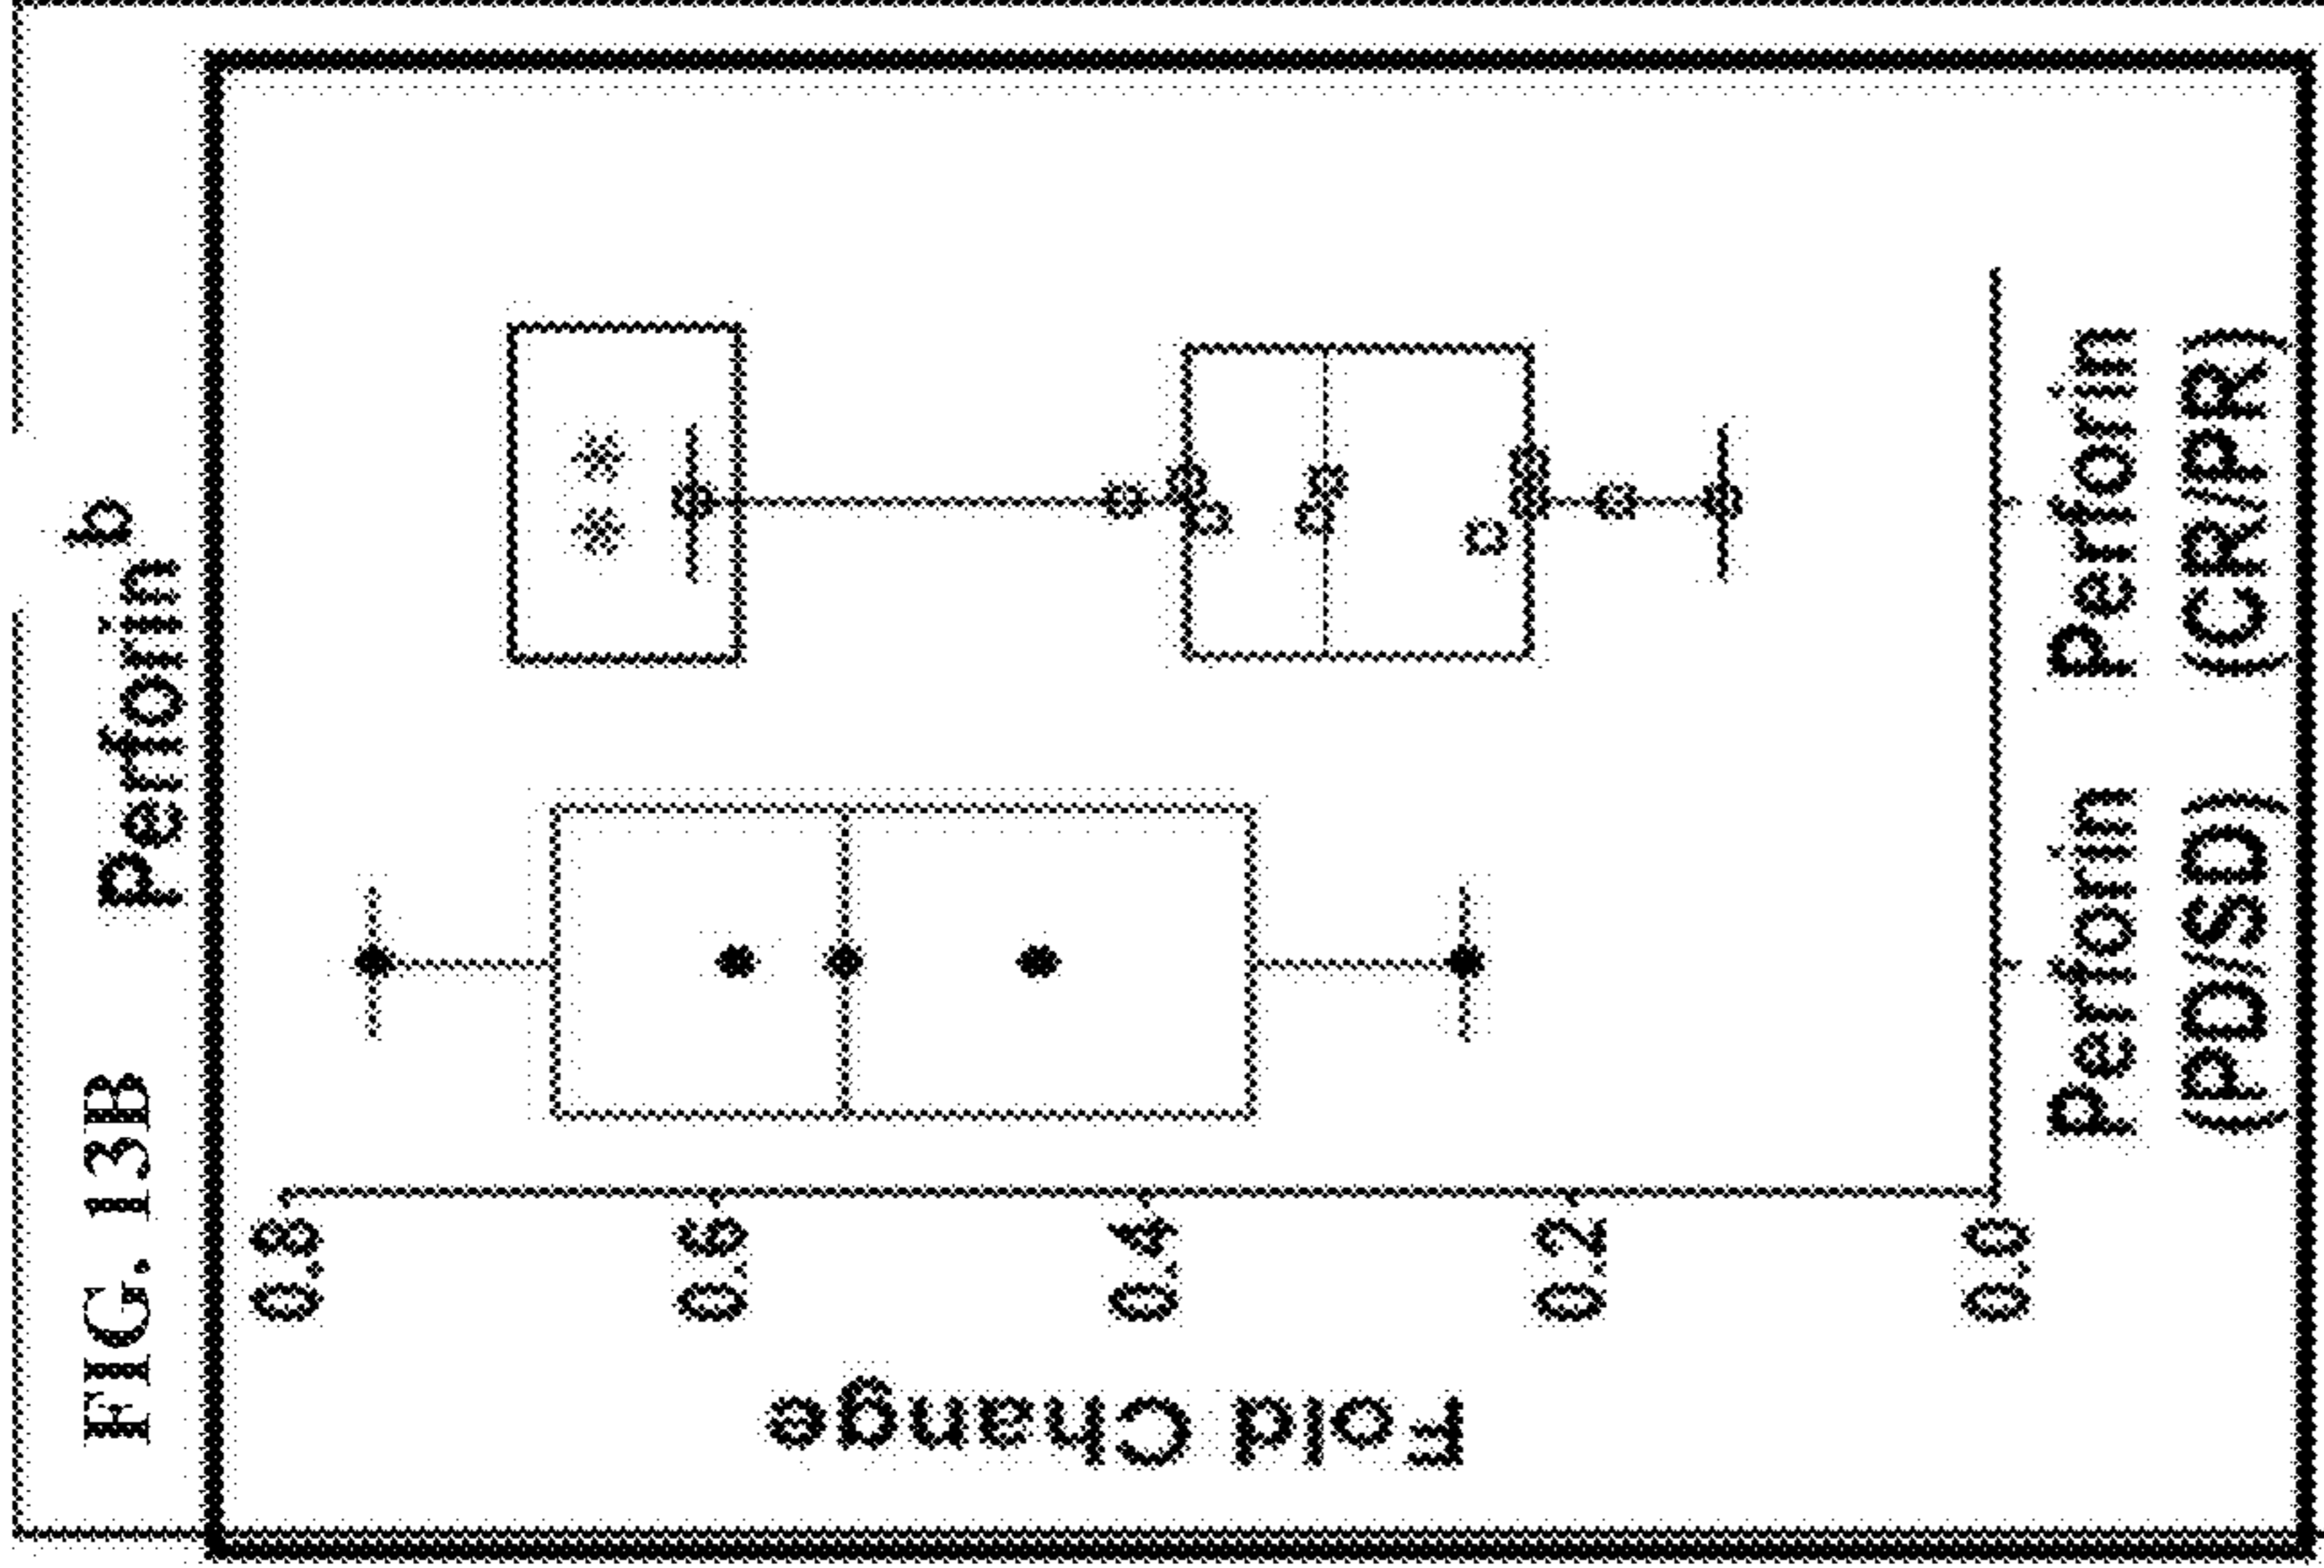 FIG. 13B
b
Perforin
Fold Change
0.8
0.6
0.4
0.2
0.0
**
Perforin
(PD/SD)
Perforin
(CR/PR)